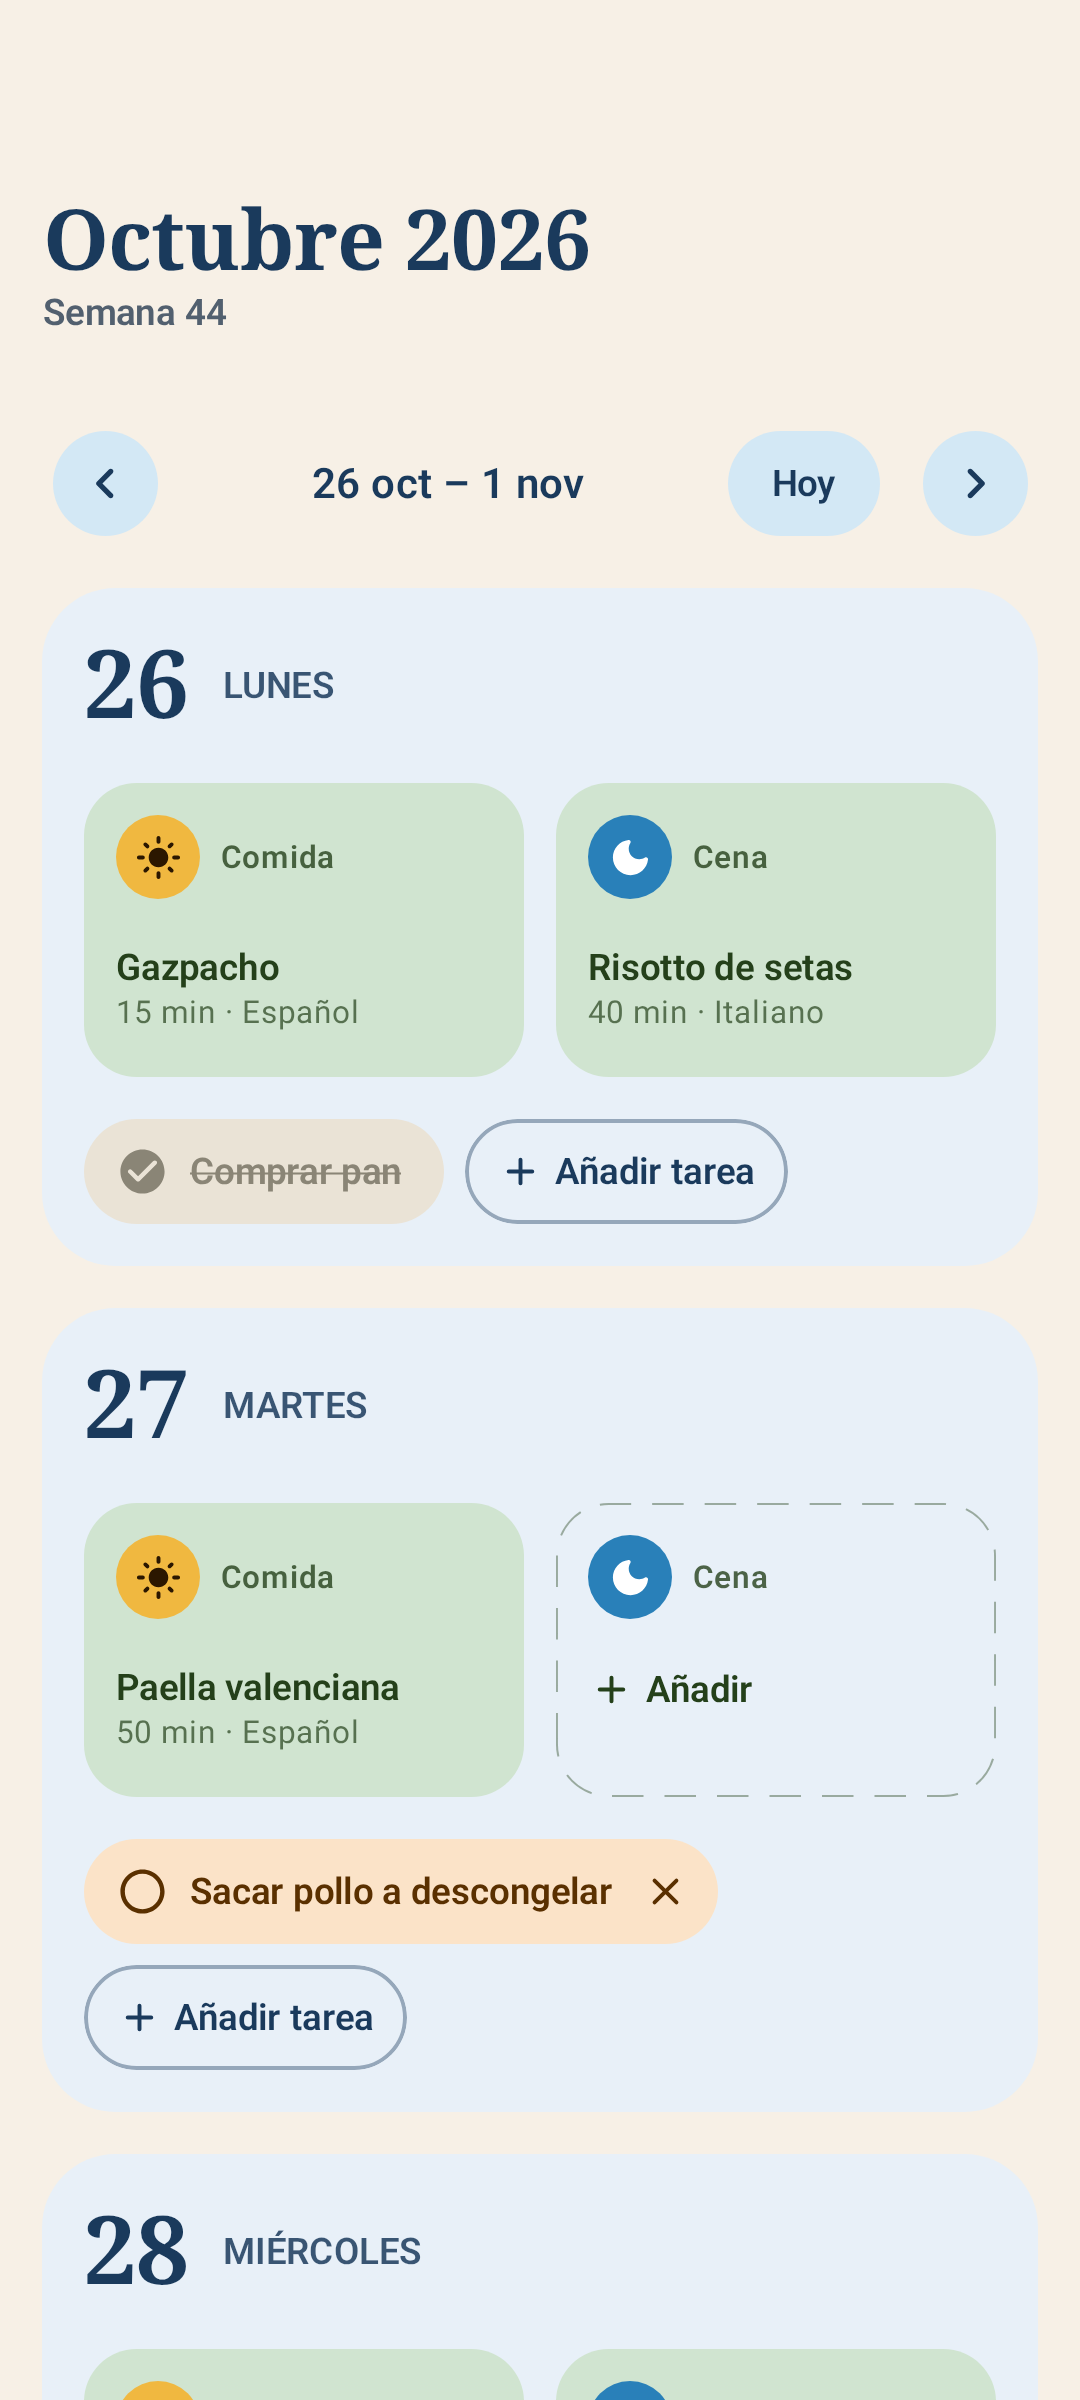 Octubre 2026
Semana 44
26 oct – 1 nov
Hoy
26 LUNES
Comida
Gazpacho
15 min · Español
Cena
Risotto de setas
40 min · Italiano
Comprar pan
Añadir tarea
27 MARTES
Comida
Paella valenciana
50 min · Español
Cena
Añadir
Sacar pollo a descongelar
Añadir tarea
28 MIÉRCOLES